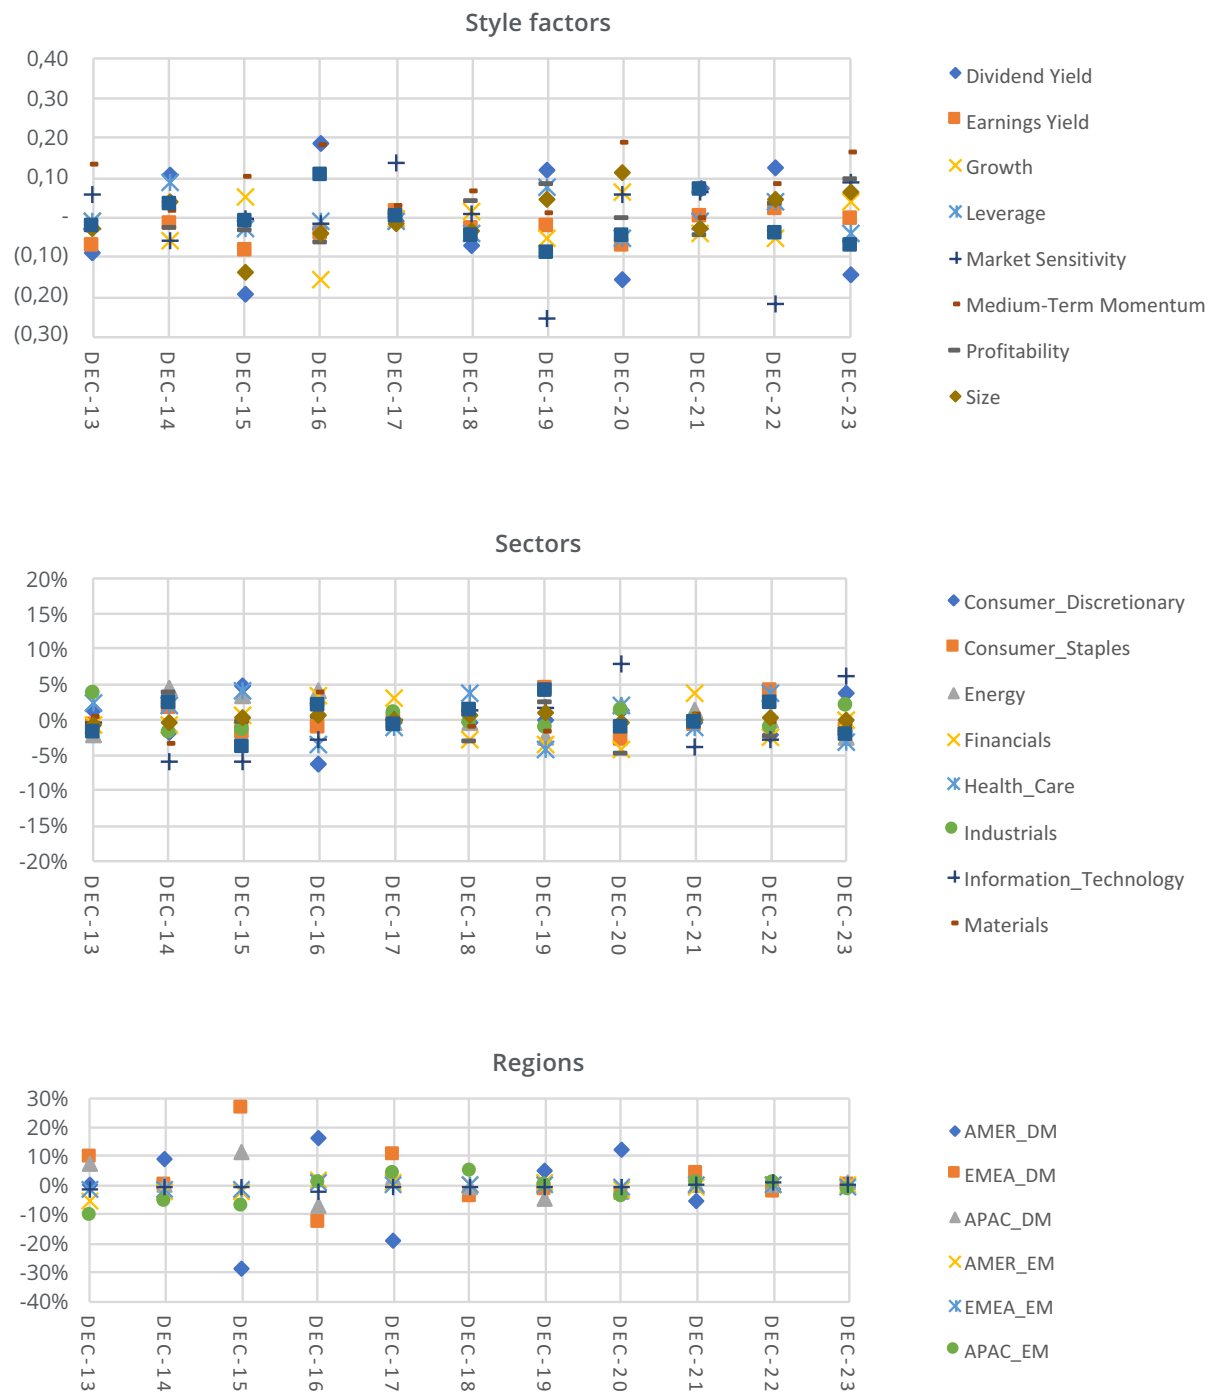 Style factors
0,40
0,30
0,20
0,10
-
(0,10)
(0,20)
(0,30)
DEC-13
DEC-14
DEC-15
DEC-16
DEC-17
DEC-18
DEC-19
DEC-20
DEC-21
DEC-22
DEC-23
Dividend Yield
Earnings Yield
Growth
Leverage
Market Sensitivity
Medium-Term Momentum
Profitability
Size
Sectors
20%
15%
10%
5%
0%
-5%
-10%
-15%
-20%
DEC-13
DEC-14
DEC-15
DEC-16
DEC-17
DEC-18
DEC-19
DEC-20
DEC-21
DEC-22
DEC-23
Consumer_Discretionary
Consumer_Staples
Energy
Financials
Health_Care
Industrials
Information_Technology
Materials
Regions
30%
20%
10%
0%
-10%
-20%
-30%
-40%
DEC-13
DEC-14
DEC-15
DEC-16
DEC-17
DEC-18
DEC-19
DEC-20
DEC-21
DEC-22
DEC-23
AMER_DM
EMEA_DM
APAC_DM
AMER_EM
EMEA_EM
APAC_EM